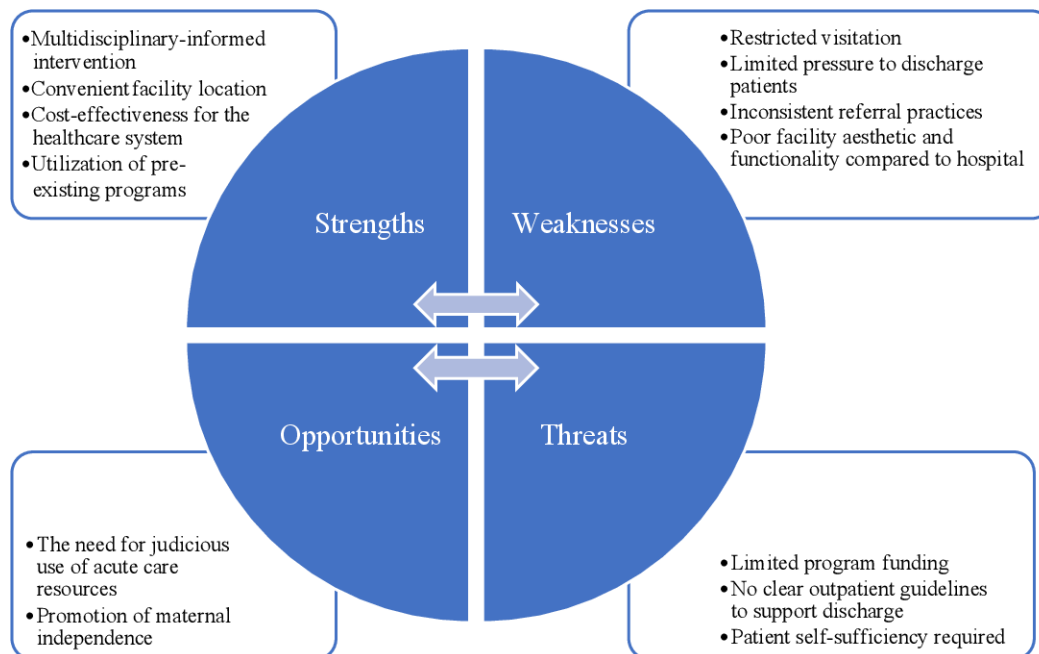 •Multidisciplinary-informed
intervention
•Convenient facility location
•Cost-effectiveness for the
healthcare system
•Utilization of pre-
existing programs
•Restricted visitation
•Limited pressure to discharge
patients
•Inconsistent referral practices
•Poor facility aesthetic and
functionality compared to hospital
Strengths
Weaknesses
Opportunities
Threats
•The need for judicious
use of acute care
resources
•Promotion of maternal
independence
•Limited program funding
•No clear outpatient guidelines
to support discharge
•Patient self-sufficiency required